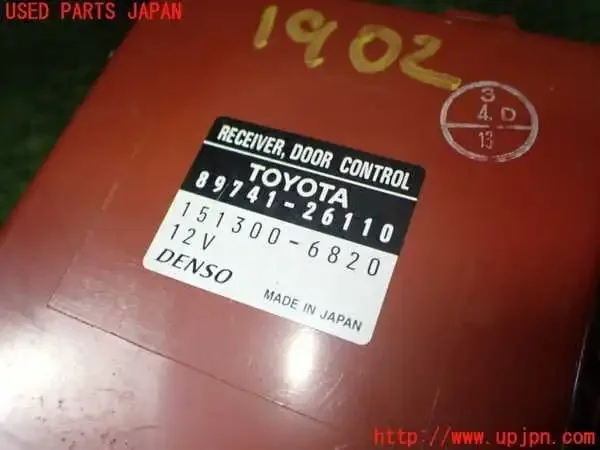 USED PARTS JAPAN
1902
3
4. D
13
RECEIVER, DOOR CONTROL
TOYOTA
89741-26110
151300-6820
12V
DENSO
MADE IN JAPAN
http://www.upjpn.com/